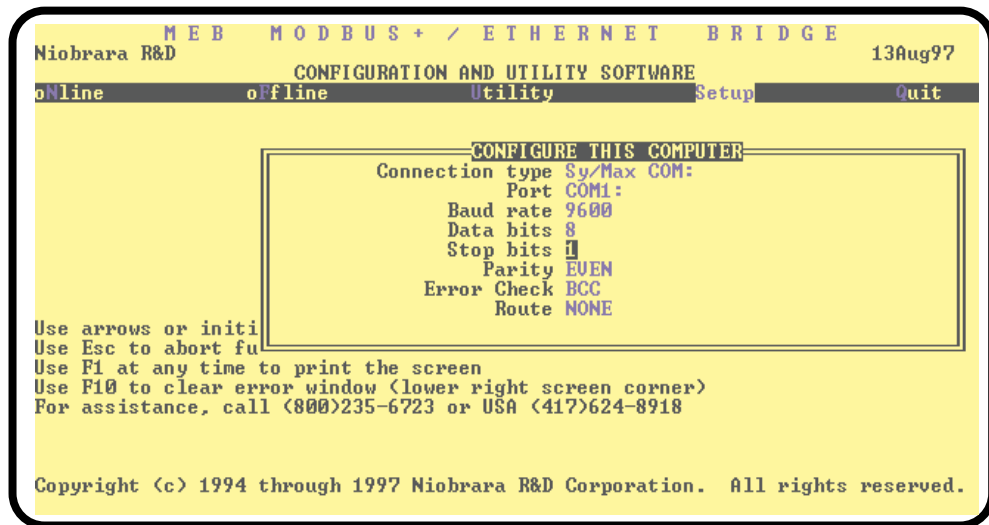 MEB MODBUS+ / ETHERNET BRIDGE
Niobrara R&D 13Aug97
CONFIGURATION AND UTILITY SOFTWARE
oNline oFfline Utility Setup Quit
CONFIGURE THIS COMPUTER
Connection type Sy/Max COM:
Port COM1:
Baud rate 9600
Data bits 8
Stop bits 1
Parity EVEN
Error Check BCC
Route NONE
Use arrows or initi
Use Esc to abort fu
Use F1 at any time to print the screen
Use F10 to clear error window (lower right screen corner)
For assistance, call (800)235-6723 or USA (417)624-8918
Copyright (c) 1994 through 1997 Niobrara R&D Corporation. All rights reserved.